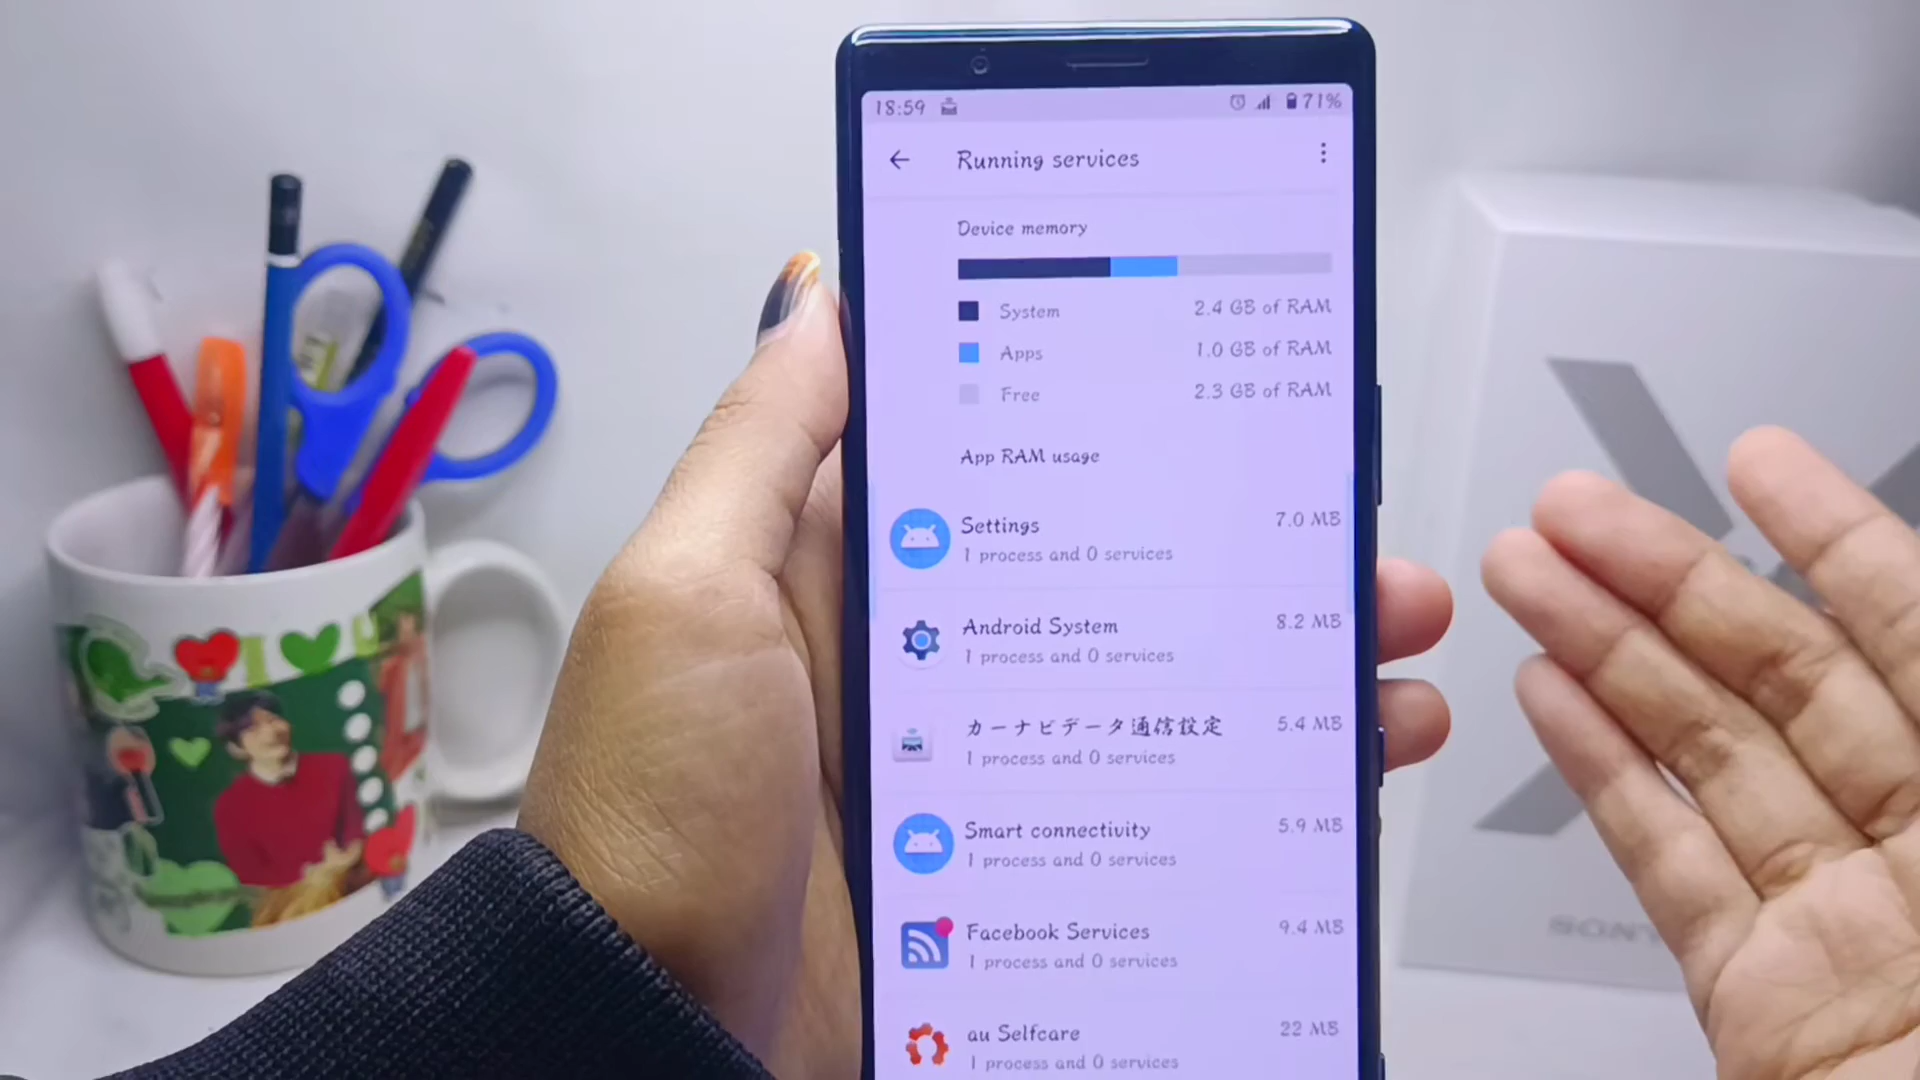 18:59 71%
Running services
Device memory
System 2.4 GB of RAM
Apps 1.0 GB of RAM
Free 2.3 GB of RAM
App RAM usage
Settings 7.0 MB
1 process and 0 services
Android System 8.2 MB
1 process and 0 services
カーナビデータ通信設定 5.4 MB
1 process and 0 services
Smart connectivity 5.9 MB
1 process and 0 services
Facebook Services 9.4 MB
1 process and 0 services
au Selfcare 22 MB
1 process and 0 services
SONY